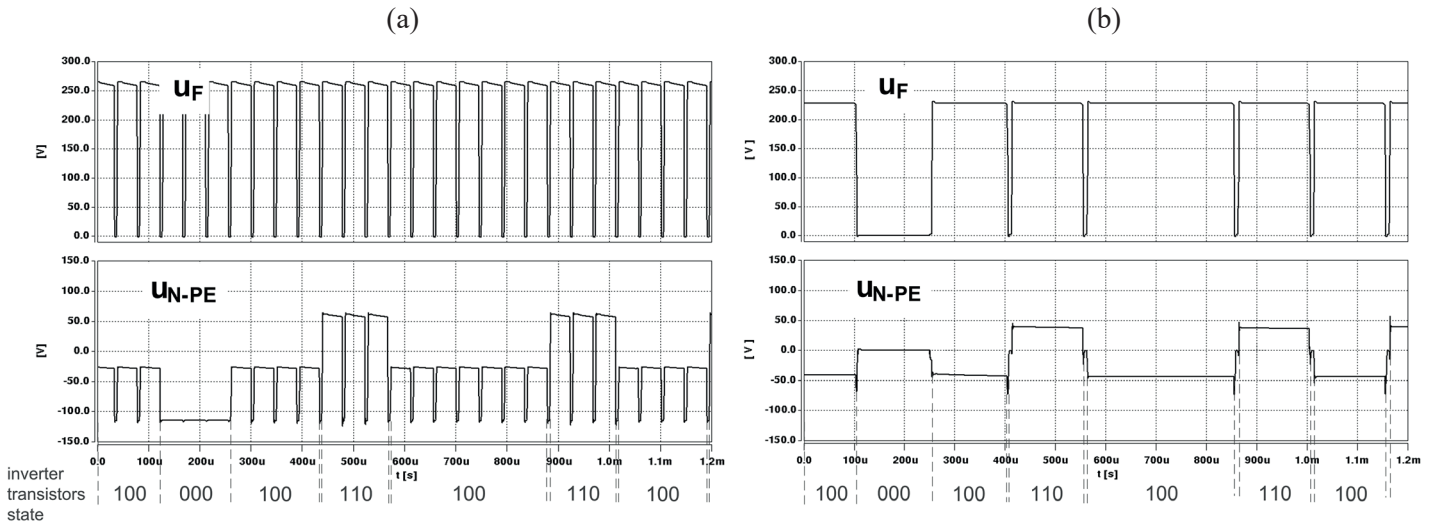 (a) (b)
300.0 250.0 200.0 150.0 100.0 50.0 0.0
[V]
uF
150.0 100.0 50.0 0.0 -50.0 -100.0 -150.0
[V]
uN-PE
0.0 100u 200u 300u 400u 500u 600u 700u 800u 900u 1.0m 1.1m 1.2m
t [s]
300.0 250.0 200.0 150.0 100.0 50.0 0.0
[V]
uF
150.0 100.0 50.0 0.0 -50.0 -100.0 -150.0
[V]
uN-PE
0.0 100u 200u 300u 400u 500u 600u 700u 800u 900u 1.0m 1.1m 1.2m
t [s]
inverter
transistors
state
100 000 100 110 100 110 100
100 000 100 110 100 110 100